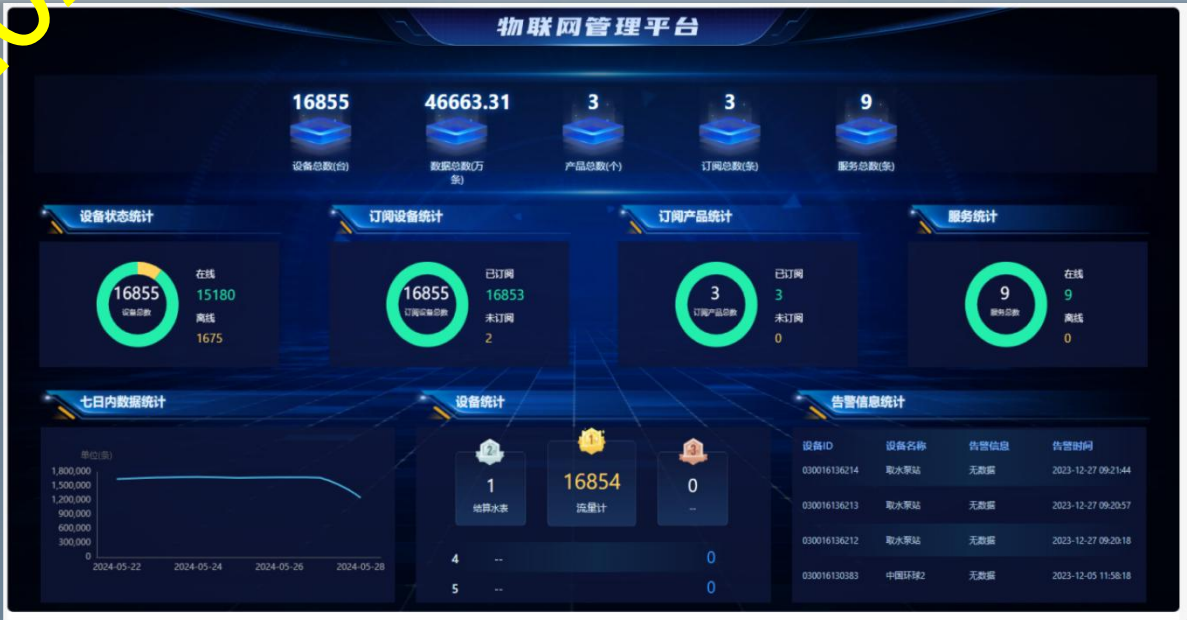 物联网管理平台
16855
46663.31
3
3
9
设备总数(台)
数据总数(万
条)
产品总数(个)
订阅总数(条)
服务总数(条)
设备状态统计
订阅设备统计
订阅产品统计
服务统计
16855
设备总数
在线
15180
离线
1675
16855
订阅设备总数
已订阅
16853
未订阅
2
3
订阅产品总数
已订阅
3
未订阅
0
9
服务总数
在线
9
离线
0
七日内数据统计
设备统计
告警信息统计
单位(条)
1,800,000
1,500,000
1,200,000
900,000
600,000
300,000
0
2024-05-22 2024-05-24 2024-05-26 2024-05-28
2
1
结算水表
1
16854
流量计
3
0
--
4 -- 0
5 -- 0
设备ID 设备名称 告警信息 告警时间
030016136214 取水泵站 无数据 2023-12-27 09:21:44
030016136213 取水泵站 无数据 2023-12-27 09:20:57
030016136212 取水泵站 无数据 2023-12-27 09:20:18
030016130383 中国环球2 无数据 2023-12-05 11:58:18